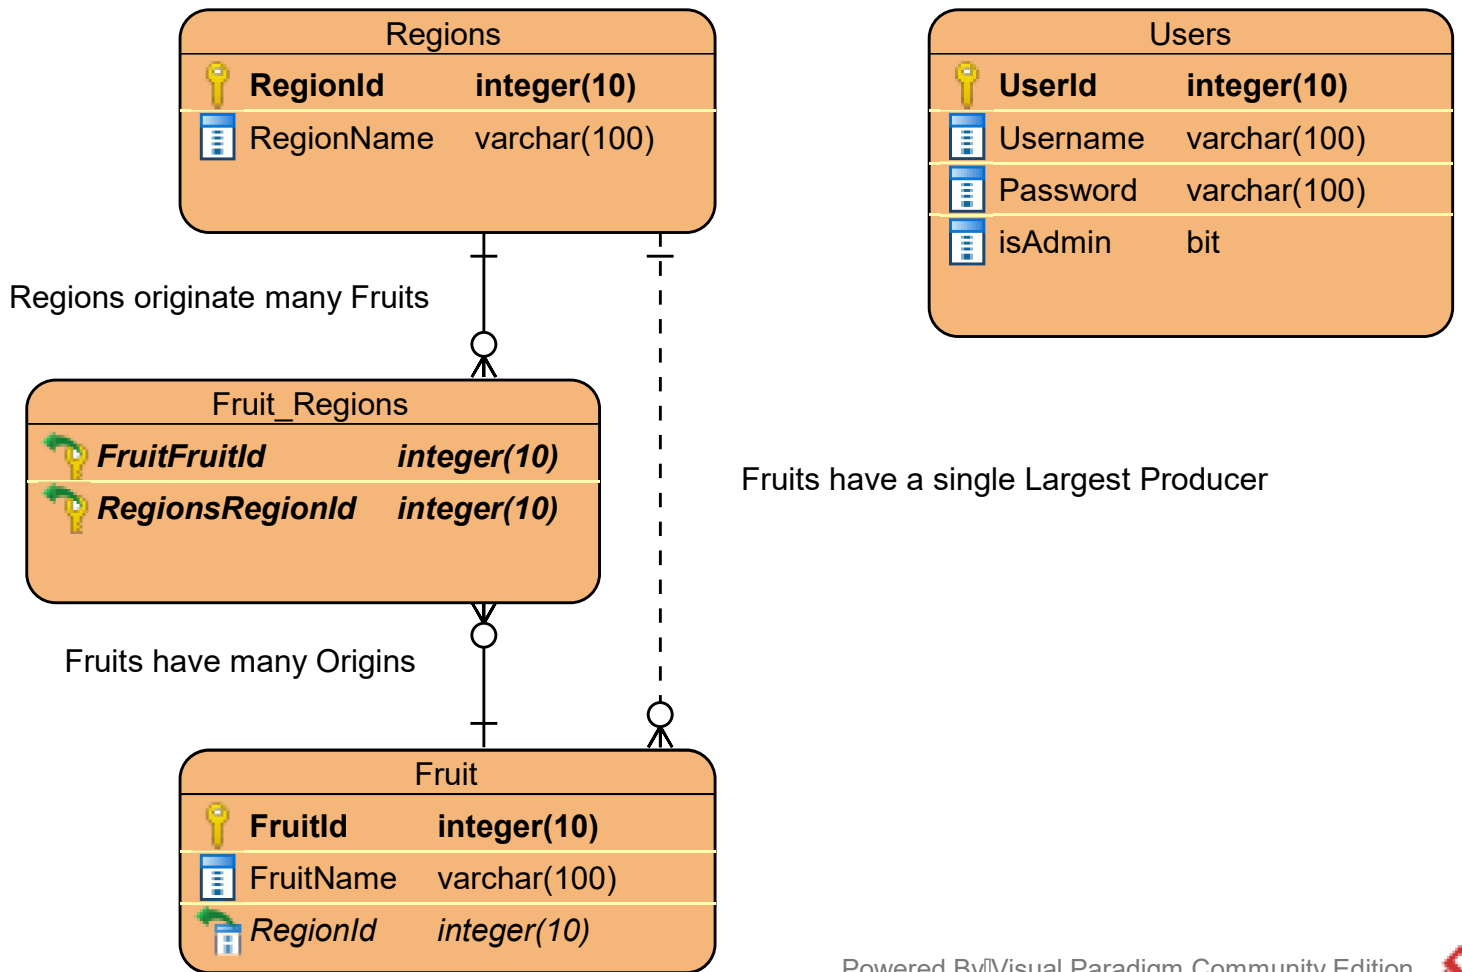 Regions
RegionId integer(10)
RegionName varchar(100)
Users
UserId integer(10)
Username varchar(100)
Password varchar(100)
isAdmin bit
Regions originate many Fruits
Fruit_Regions
FruitFruitId integer(10)
RegionsRegionId integer(10)
Fruits have a single Largest Producer
Fruits have many Origins
Fruit
FruitId integer(10)
FruitName varchar(100)
RegionId integer(10)
Powered By Visual Paradigm Community Edition